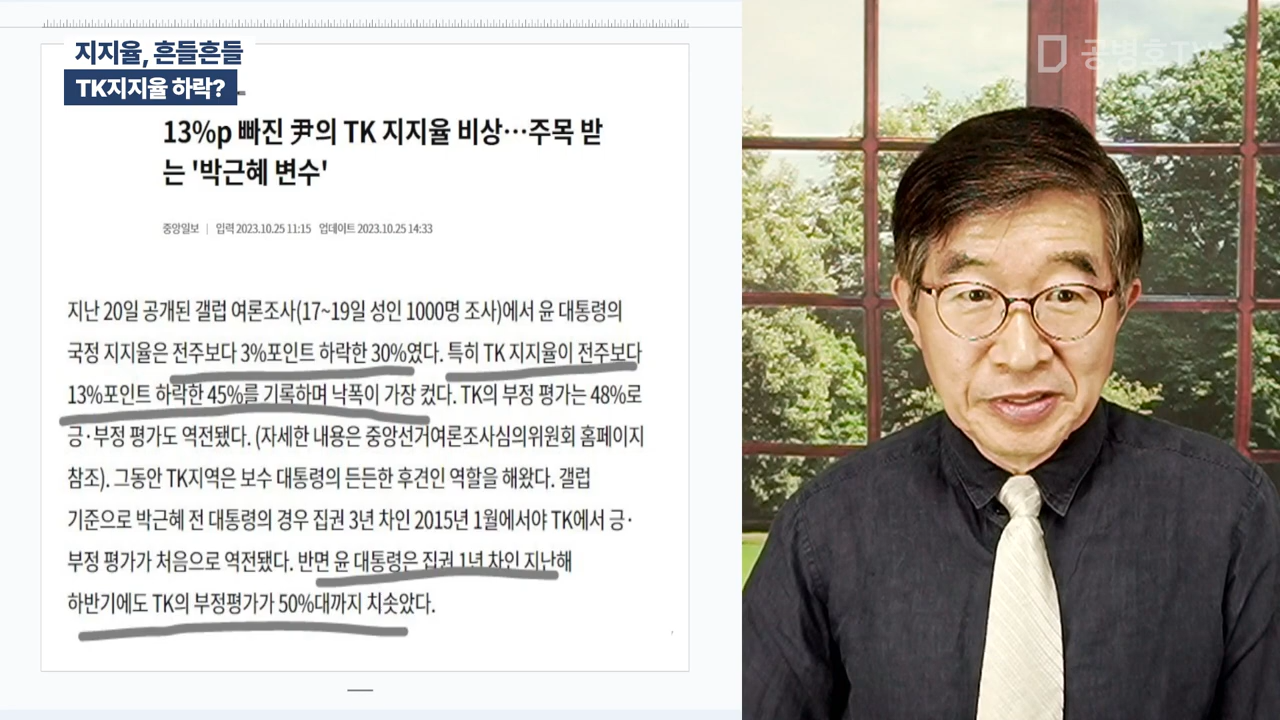 지지율, 흔들흔들
TK지지율 하락?
공병호TV
13%p 빠진 尹의 TK 지지율 비상…주목 받
는 '박근혜 변수'
중앙일보 | 입력 2023.10.25 11:15 업데이트 2023.10.25 14:33
지난 20일 공개된 갤럽 여론조사(17~19일 성인 1000명 조사)에서 윤 대통령의
국정 지지율은 전주보다 3%포인트 하락한 30%였다. 특히 TK 지지율이 전주보다
13%포인트 하락한 45%를 기록하며 낙폭이 가장 컸다. TK의 부정 평가는 48%로
긍·부정 평가도 역전됐다. (자세한 내용은 중앙선거여론조사심의위원회 홈페이지
참조). 그동안 TK지역은 보수 대통령의 든든한 후견인 역할을 해왔다. 갤럽
기준으로 박근혜 전 대통령의 경우 집권 3년 차인 2015년 1월에서야 TK에서 긍·
부정 평가가 처음으로 역전됐다. 반면 윤 대통령은 집권 1년 차인 지난해
하반기에도 TK의 부정평가가 50%대까지 치솟았다.